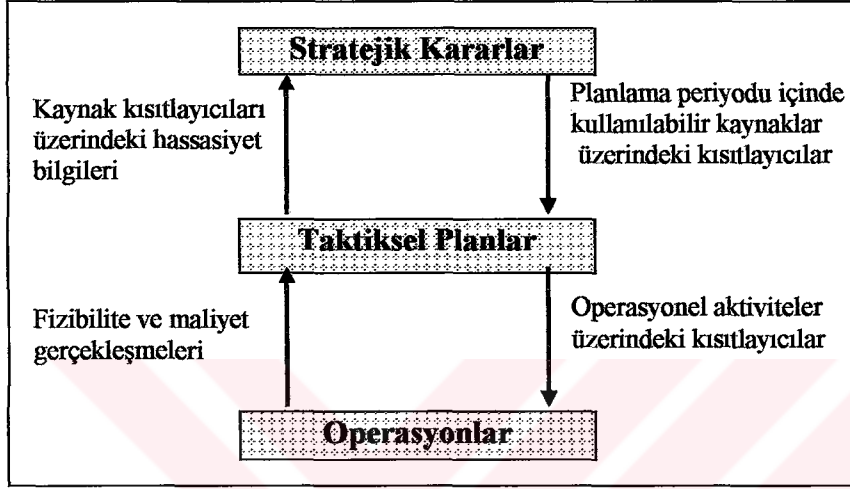 Stratejik Kararlar
Kaynak kısıtlayıcıları
üzerindeki hassasiyet
bilgileri
Planlama periyodu içinde
kullanılabilir kaynaklar
üzerindeki kısıtlayıcılar
Taktiksel Planlar
Fizibilite ve maliyet
gerçekleşmeleri
Operasyonel aktiviteler
üzerindeki kısıtlayıcılar
Operasyonlar